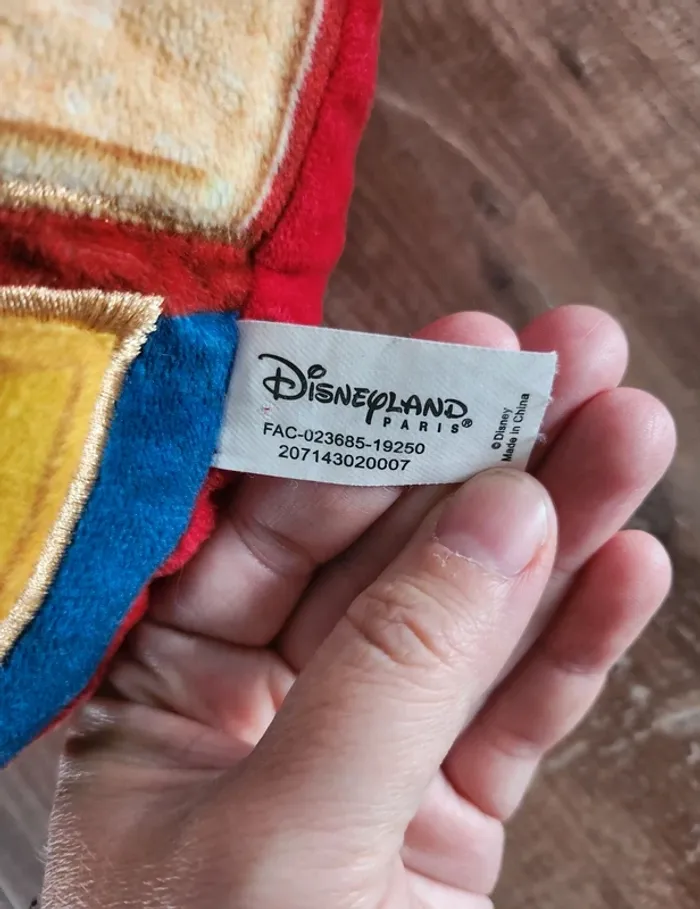 DISNEYLAND
PARIS®
FAC-023685-19250
207143020007
© Disney
Made in China